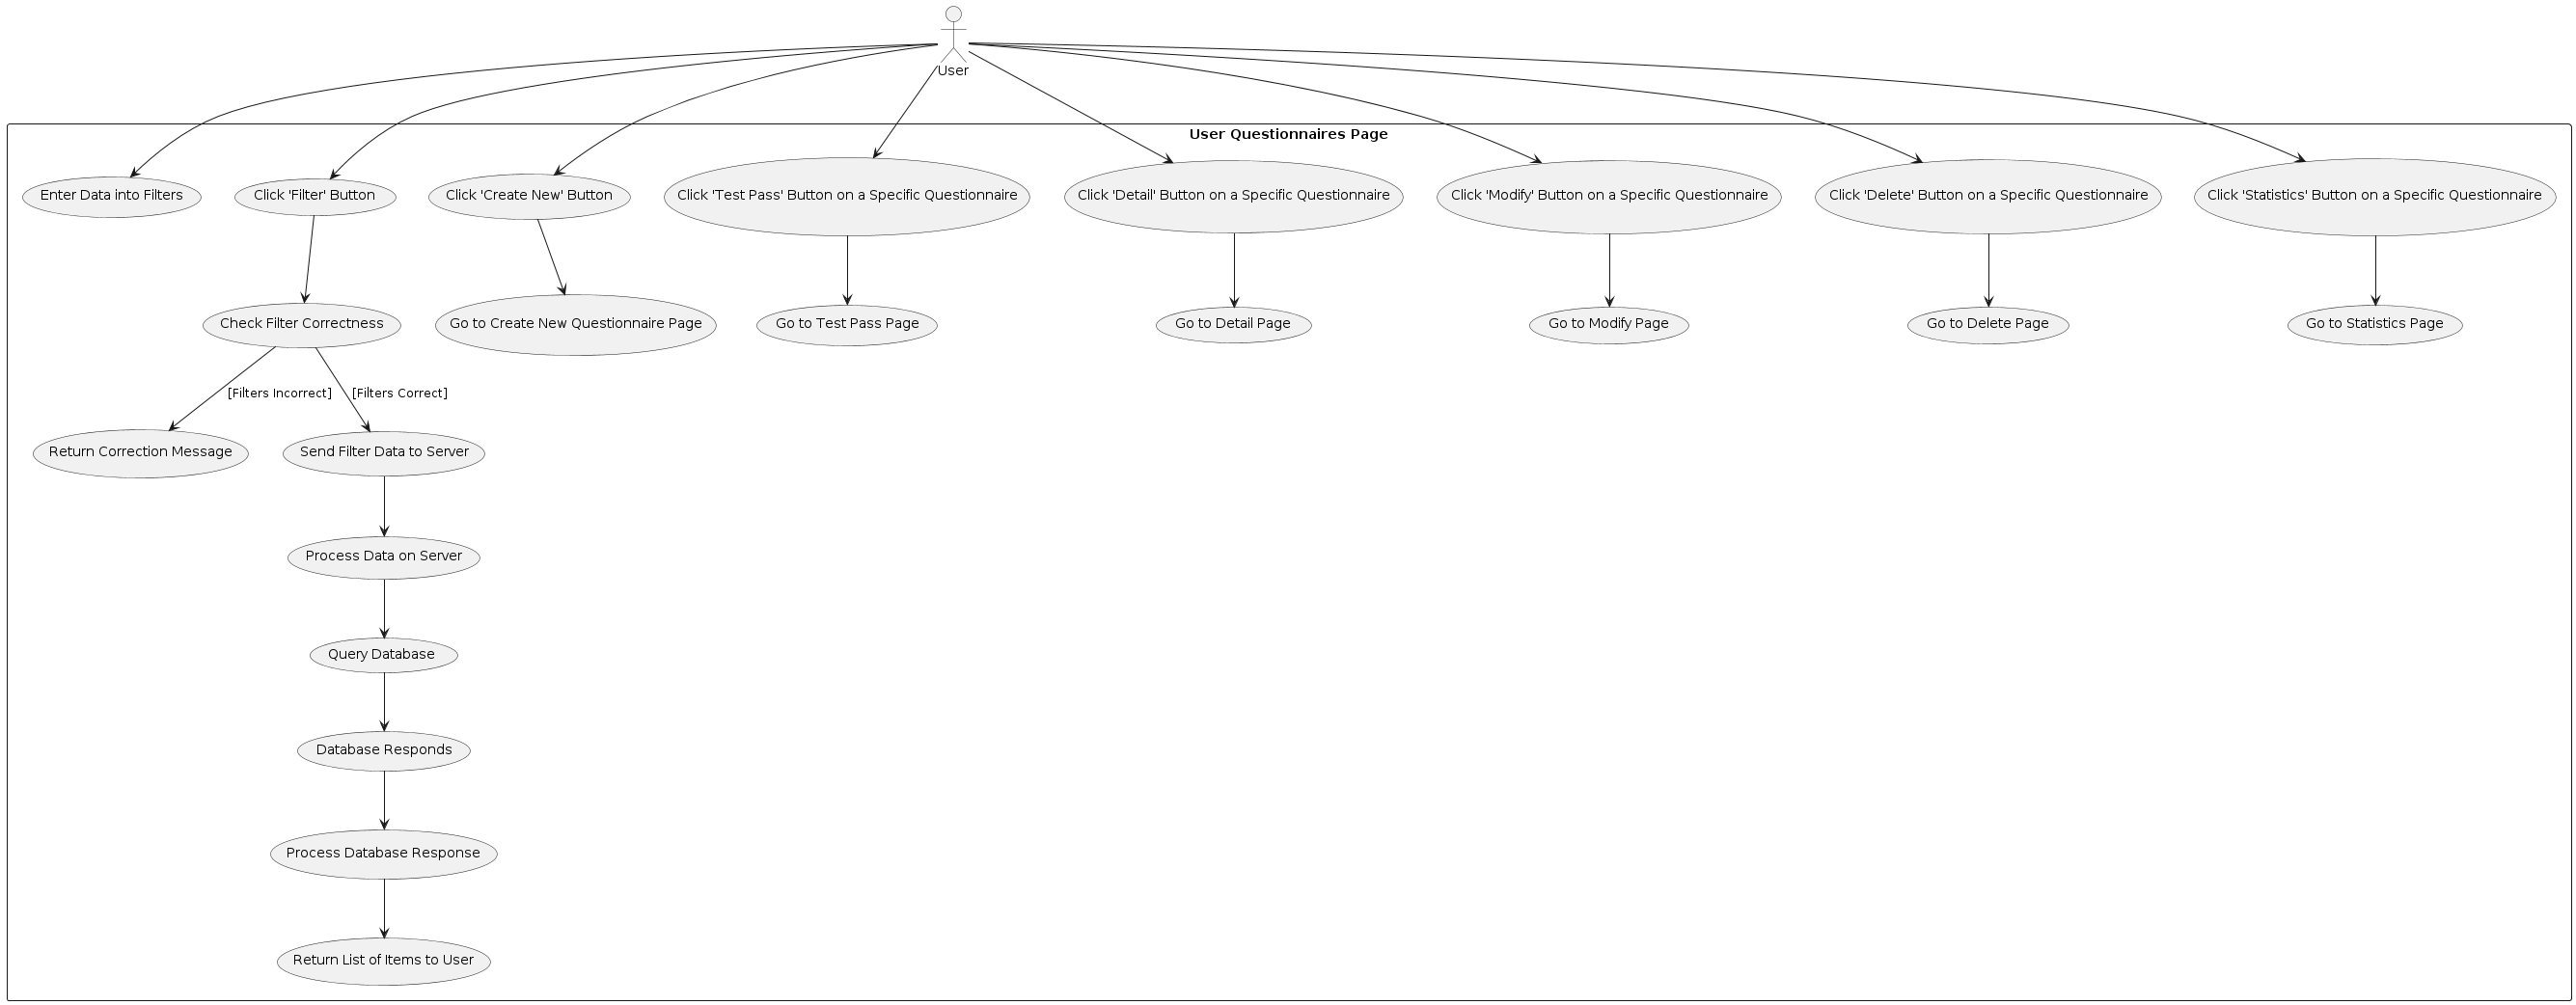 User
User Questionnaires Page
Enter Data into Filters
Click 'Filter' Button
Click 'Create New' Button
Click 'Test Pass' Button on a Specific Questionnaire
Click 'Detail' Button on a Specific Questionnaire
Click 'Modify' Button on a Specific Questionnaire
Click 'Delete' Button on a Specific Questionnaire
Click 'Statistics' Button on a Specific Questionnaire
Check Filter Correctness
Go to Create New Questionnaire Page
Go to Test Pass Page
Go to Detail Page
Go to Modify Page
Go to Delete Page
Go to Statistics Page
[Filters Incorrect]
[Filters Correct]
Return Correction Message
Send Filter Data to Server
Process Data on Server
Query Database
Database Responds
Process Database Response
Return List of Items to User